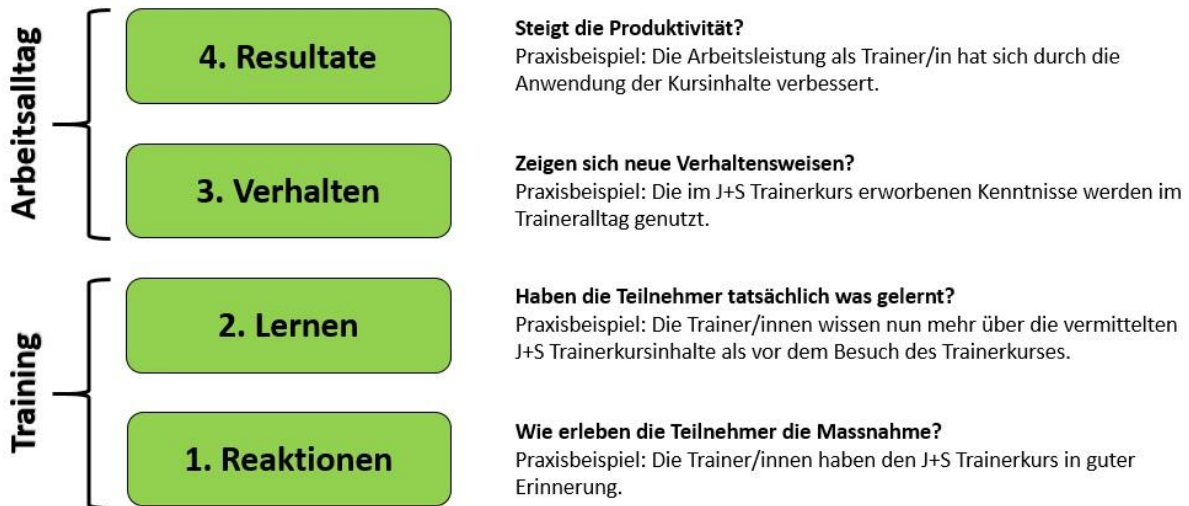 Arbeitsalltag
4. Resultate
Steigt die Produktivität?
Praxisbeispiel: Die Arbeitsleistung als Trainer/in hat sich durch die
Anwendung der Kursinhalte verbessert.
3. Verhalten
Zeigen sich neue Verhaltensweisen?
Praxisbeispiel: Die im J+S Trainerkurs erworbenen Kenntnisse werden im
Traineralltag genutzt.
Training
2. Lernen
Haben die Teilnehmer tatsächlich was gelernt?
Praxisbeispiel: Die Trainer/innen wissen nun mehr über die vermittelten
J+S Trainerkursinhalte als vor dem Besuch des Trainerkurses.
1. Reaktionen
Wie erleben die Teilnehmer die Massnahme?
Praxisbeispiel: Die Trainer/innen haben den J+S Trainerkurs in guter
Erinnerung.